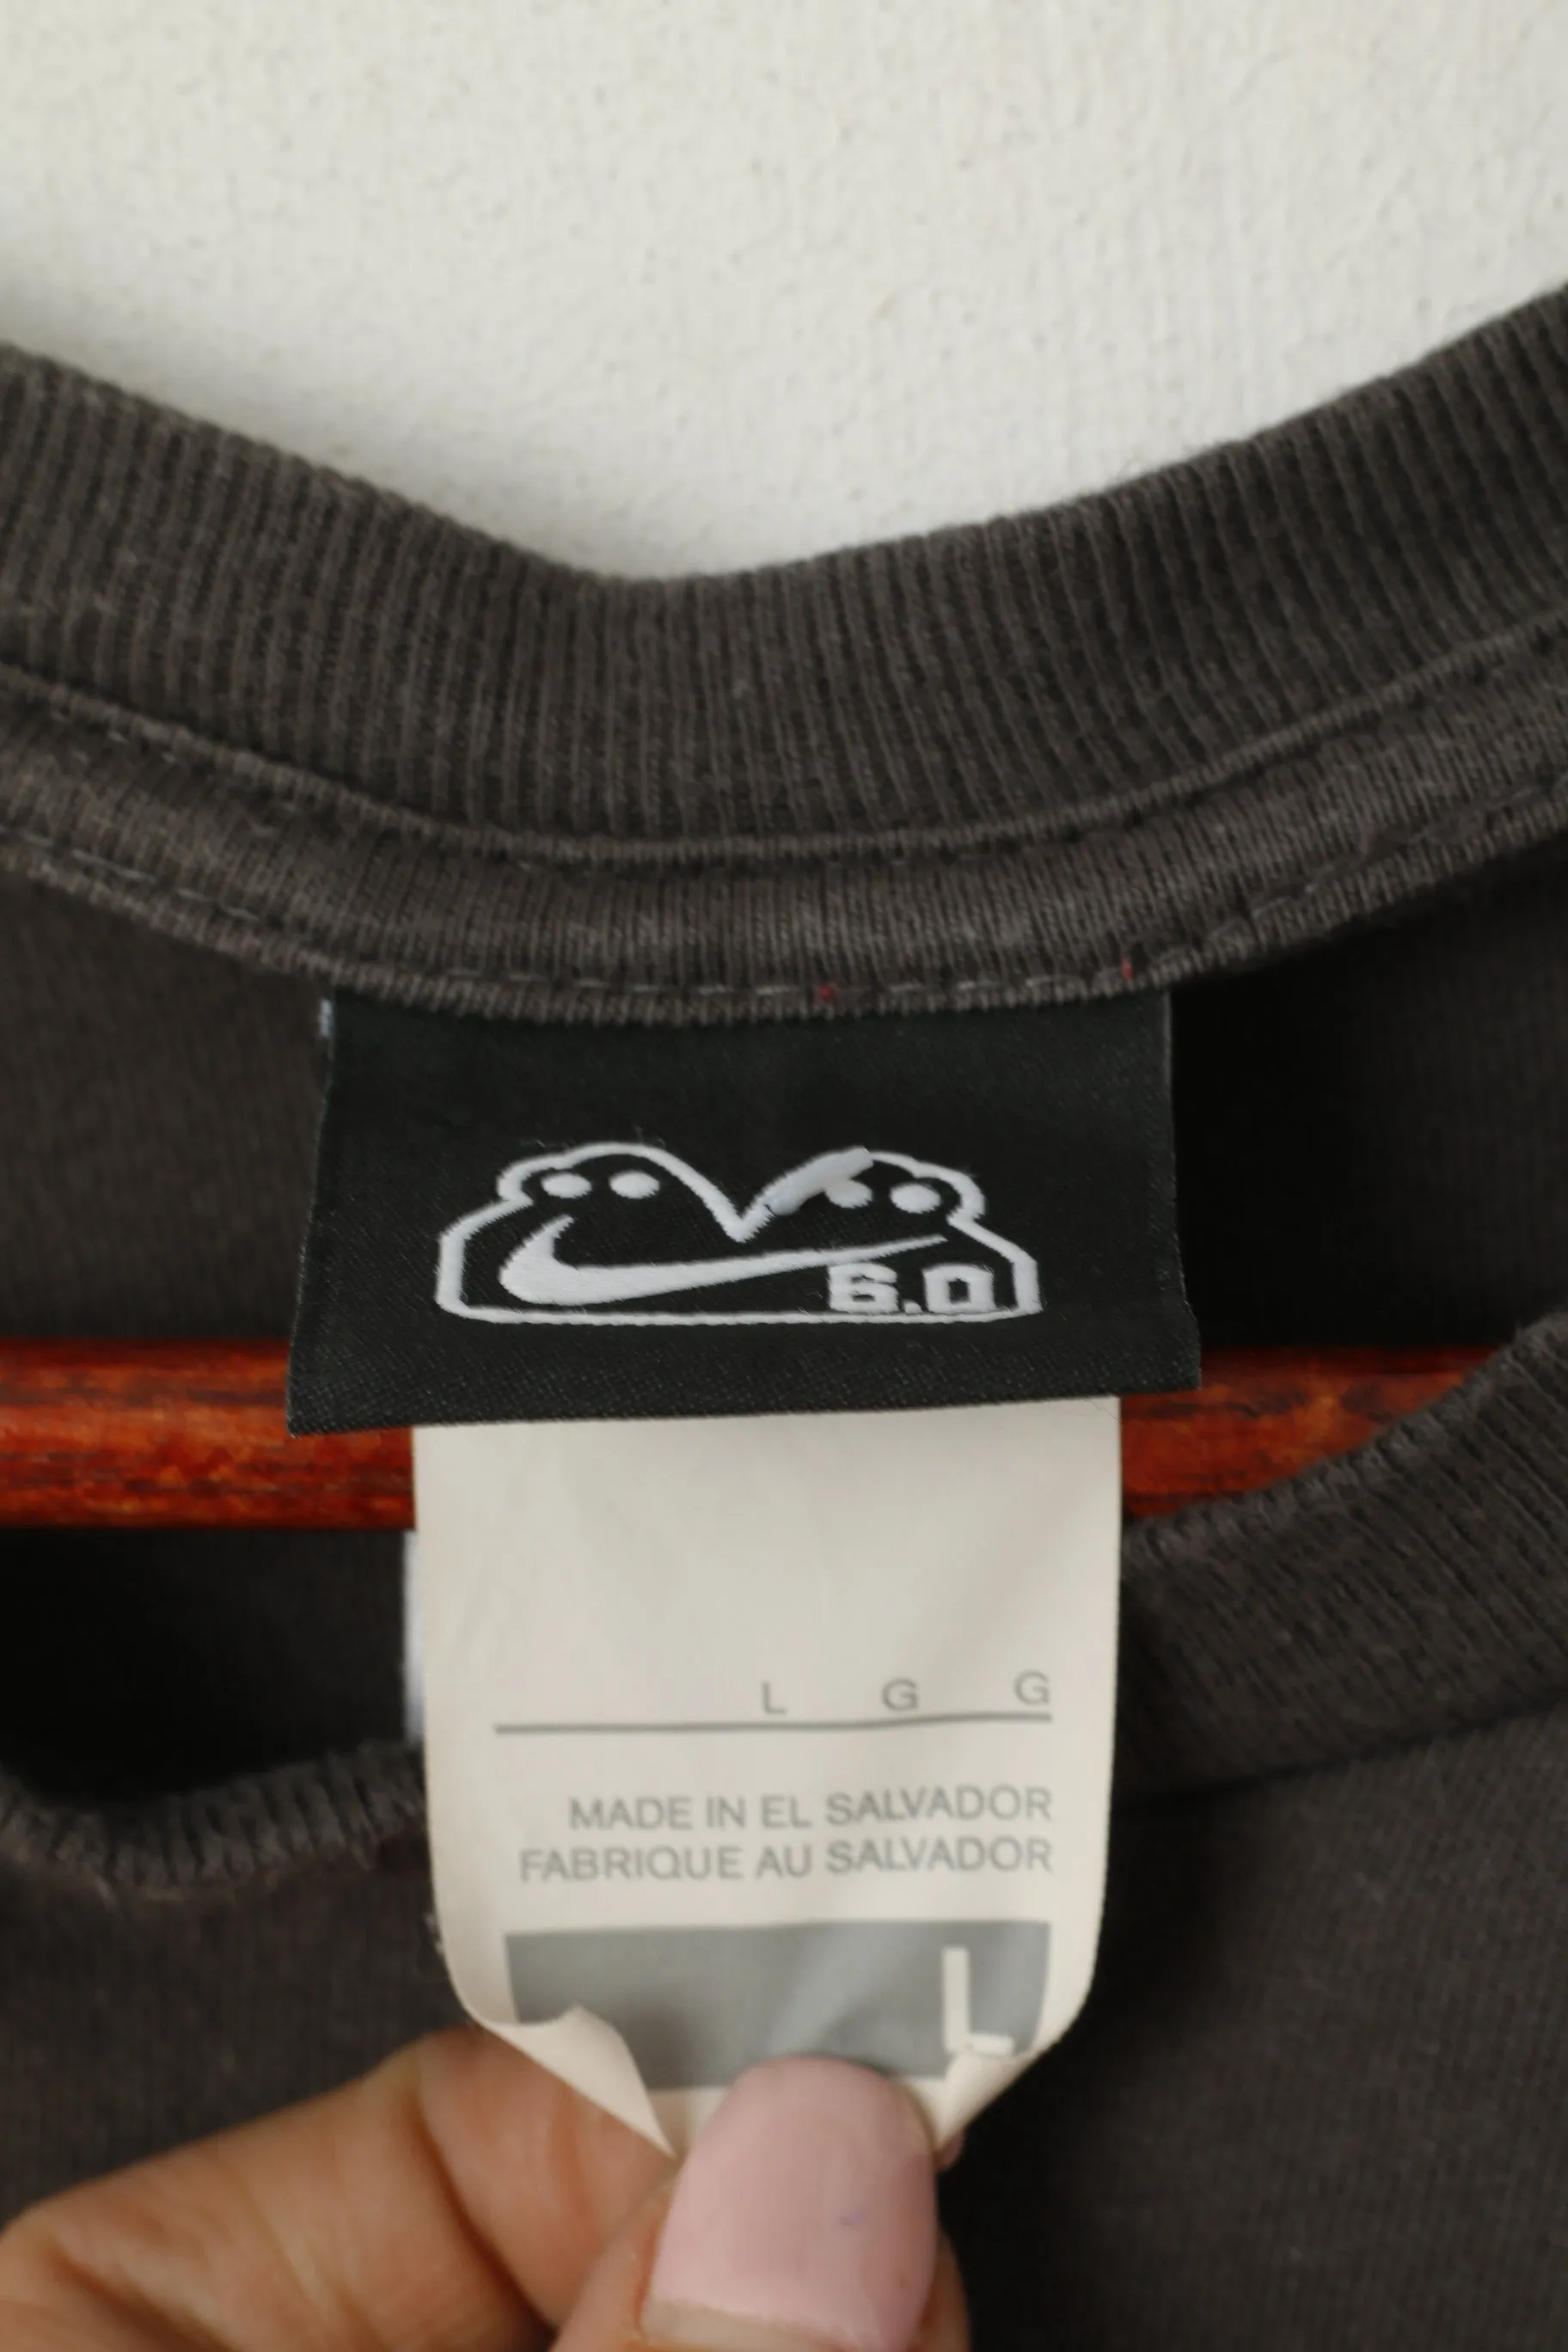 6.0
L G G
MADE IN EL SALVADOR
FABRIQUE AU SALVADOR
L